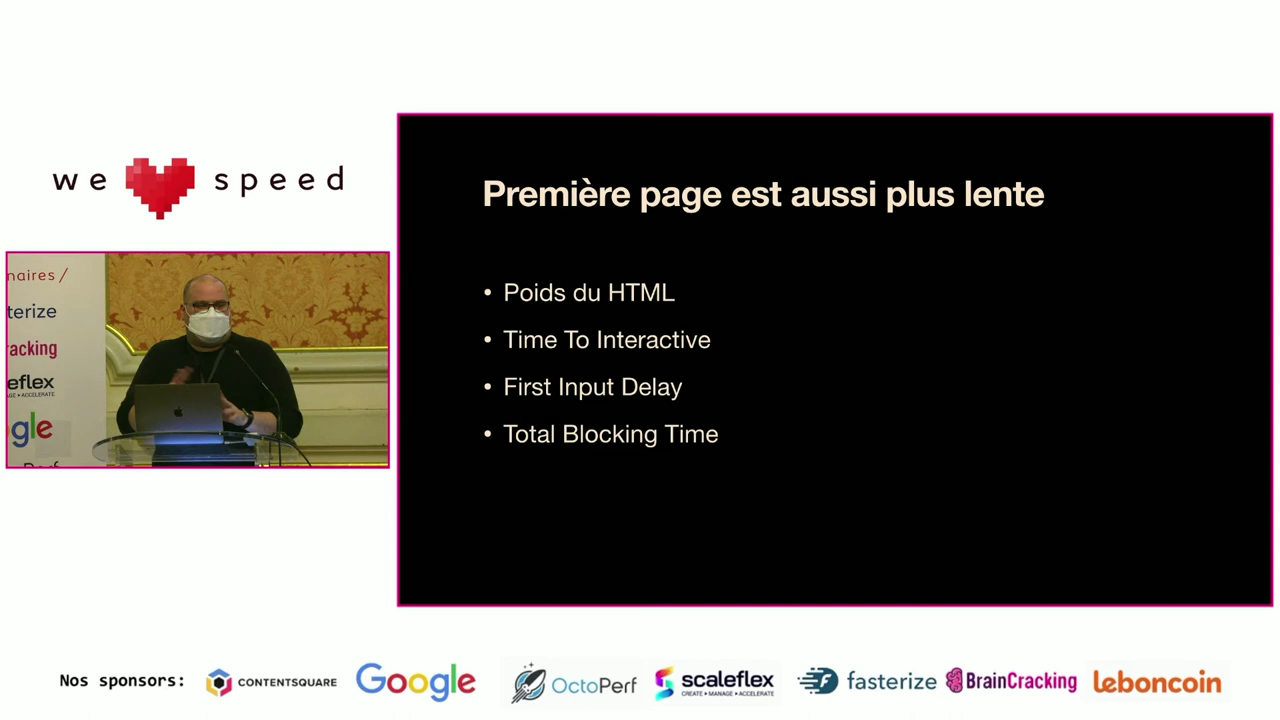 we speed
Première page est aussi plus lente
• Poids du HTML
• Time To Interactive
• First Input Delay
• Total Blocking Time
naires /
terize
racking
eflex
gle
Nos sponsors:
CONTENTSQUARE
Google
OctoPerf
scaleflex
CREATE • MANAGE • ACCELERATE
fasterize
BrainCracking
leboncoin